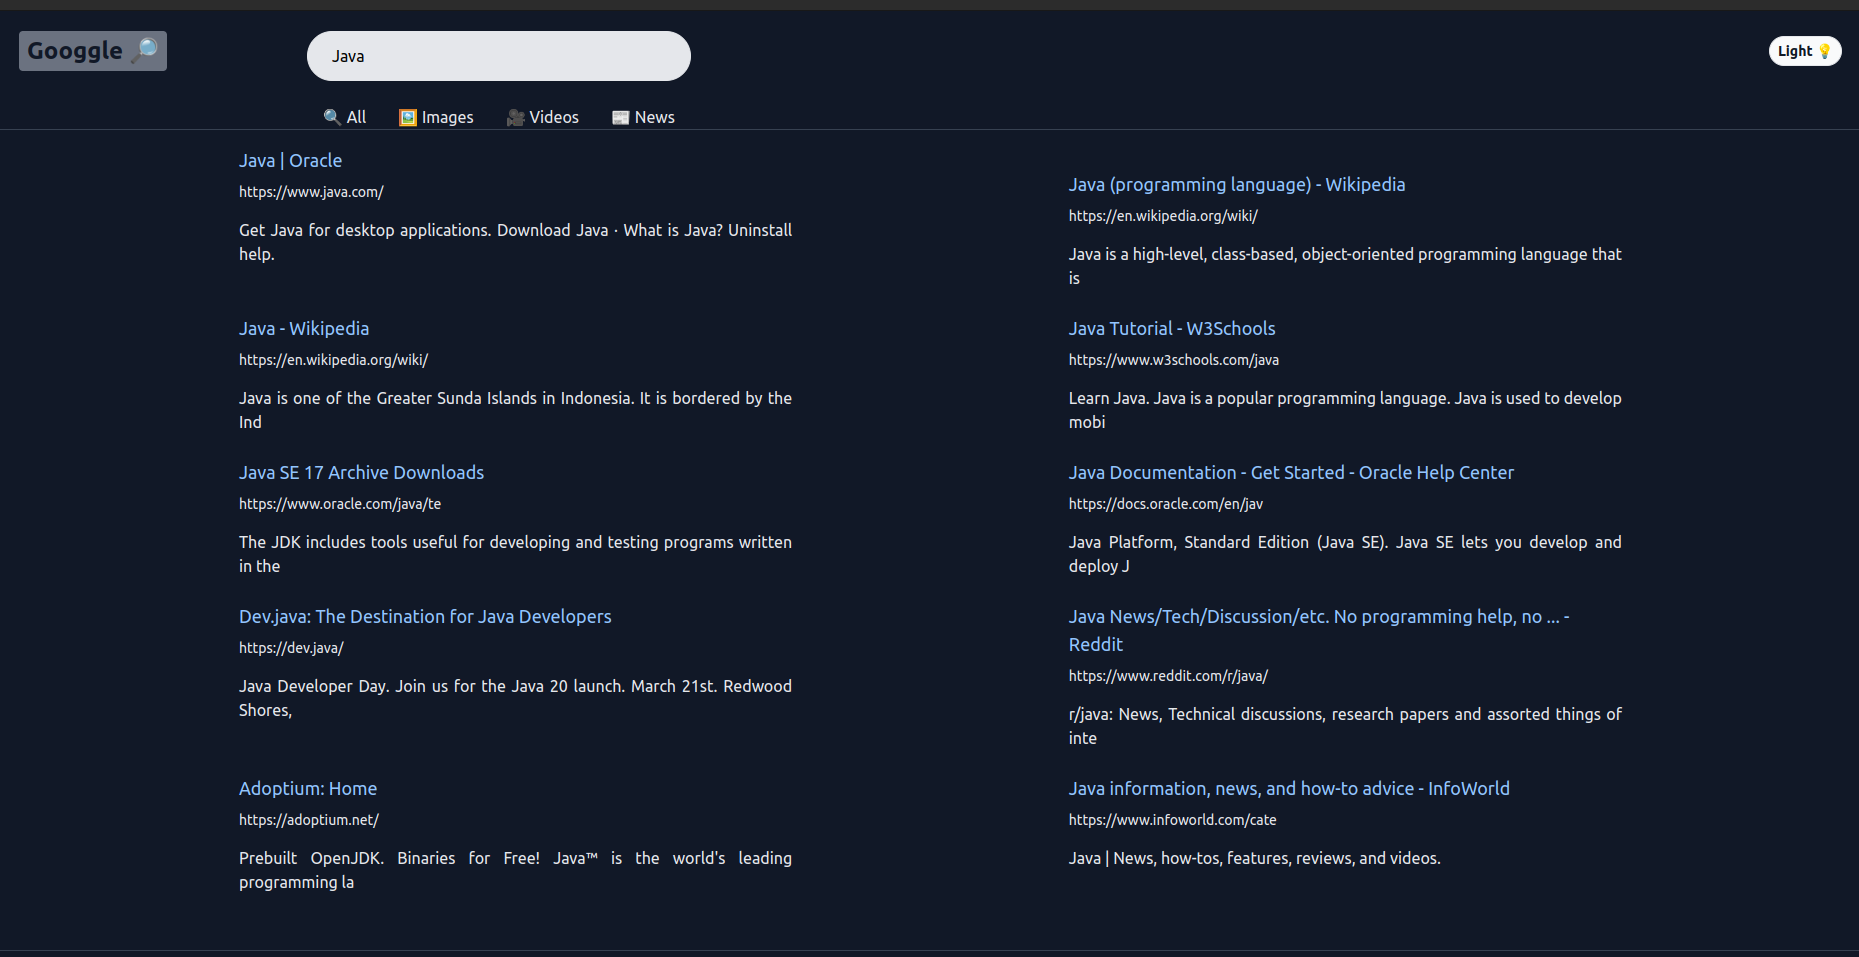 Googgle 🔎
Java
Light 💡
🔍 All 🖼️ Images 🎥 Videos 📰 News
Java | Oracle
https://www.java.com/
Get Java for desktop applications. Download Java · What is Java? Uninstall
help.
Java (programming language) - Wikipedia
https://en.wikipedia.org/wiki/
Java is a high-level, class-based, object-oriented programming language that
is
Java - Wikipedia
https://en.wikipedia.org/wiki/
Java is one of the Greater Sunda Islands in Indonesia. It is bordered by the
Ind
Java Tutorial - W3Schools
https://www.w3schools.com/java
Learn Java. Java is a popular programming language. Java is used to develop
mobi
Java SE 17 Archive Downloads
https://www.oracle.com/java/te
The JDK includes tools useful for developing and testing programs written
in the
Java Documentation - Get Started - Oracle Help Center
https://docs.oracle.com/en/jav
Java Platform, Standard Edition (Java SE). Java SE lets you develop and
deploy J
Dev.java: The Destination for Java Developers
https://dev.java/
Java Developer Day. Join us for the Java 20 launch. March 21st. Redwood
Shores,
Java News/Tech/Discussion/etc. No programming help, no ... -
Reddit
https://www.reddit.com/r/java/
r/java: News, Technical discussions, research papers and assorted things of
inte
Adoptium: Home
https://adoptium.net/
Prebuilt OpenJDK. Binaries for Free! Java™ is the world's leading
programming la
Java information, news, and how-to advice - InfoWorld
https://www.infoworld.com/cate
Java | News, how-tos, features, reviews, and videos.